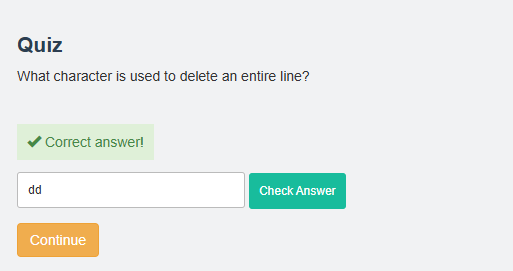 Quiz
What character is used to delete an entire line?
✔ Correct answer!
dd Check Answer
Continue